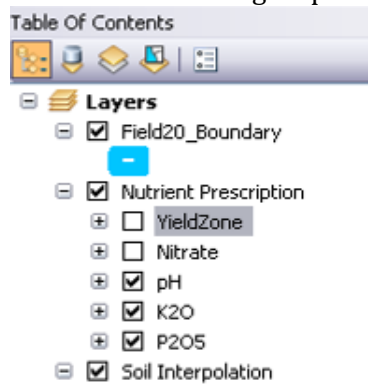 Table Of Contents
Layers
Field20_Boundary
Nutrient Prescription
YieldZone
Nitrate
pH
K2O
P2O5
Soil Interpolation